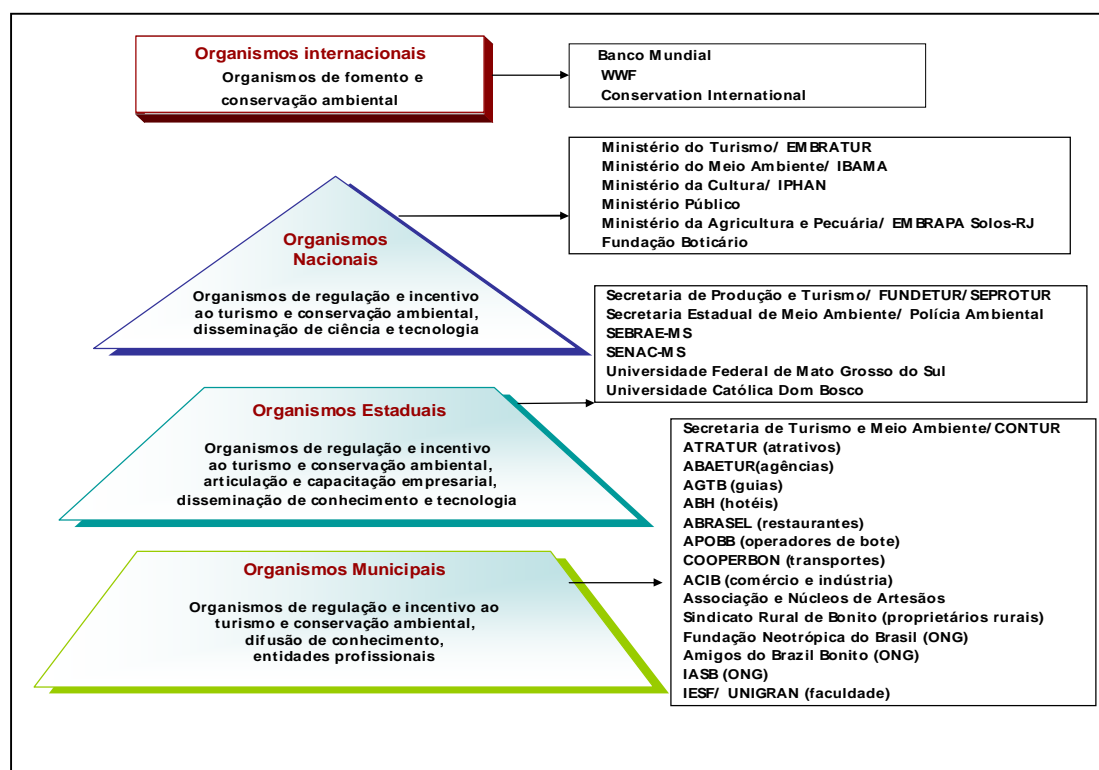 Organismos internacionais
Organismos de fomento e
conservação ambiental
Banco Mundial
WWF
Conservation International
Organismos
Nacionais
Organismos de regulação e incentivo
ao turismo e conservação ambiental,
disseminação de ciência e tecnologia
Ministério do Turismo/ EMBRATUR
Ministério do Meio Ambiente/ IBAMA
Ministério da Cultura/ IPHAN
Ministério Público
Ministério da Agricultura e Pecuária/ EMBRAPA Solos-RJ
Fundação Boticário
Organismos Estaduais
Organismos de regulação e incentivo
ao turismo e conservação ambiental,
articulação e capacitação empresarial,
disseminação de conhecimento e tecnologia
Secretaria de Produção e Turismo/ FUNDETUR/ SEPROTUR
Secretaria Estadual de Meio Ambiente/ Polícia Ambiental
SEBRAE-MS
SENAC-MS
Universidade Federal de Mato Grosso do Sul
Universidade Católica Dom Bosco
Organismos Municipais
Organismos de regulação e incentivo ao
turismo e conservação ambiental,
difusão de conhecimento,
entidades profissionais
Secretaria de Turismo e Meio Ambiente/ CONTUR
ATRATUR (atrativos)
ABAETUR(agências)
AGTB (guias)
ABH (hotéis)
ABRASEL (restaurantes)
APOBB (operadores de bote)
COOPERBON (transportes)
ACIB (comércio e indústria)
Associação e Núcleos de Artesãos
Sindicato Rural de Bonito (proprietários rurais)
Fundação Neotrópica do Brasil (ONG)
Amigos do Brazil Bonito (ONG)
IASB (ONG)
IESF/ UNIGRAN (faculdade)